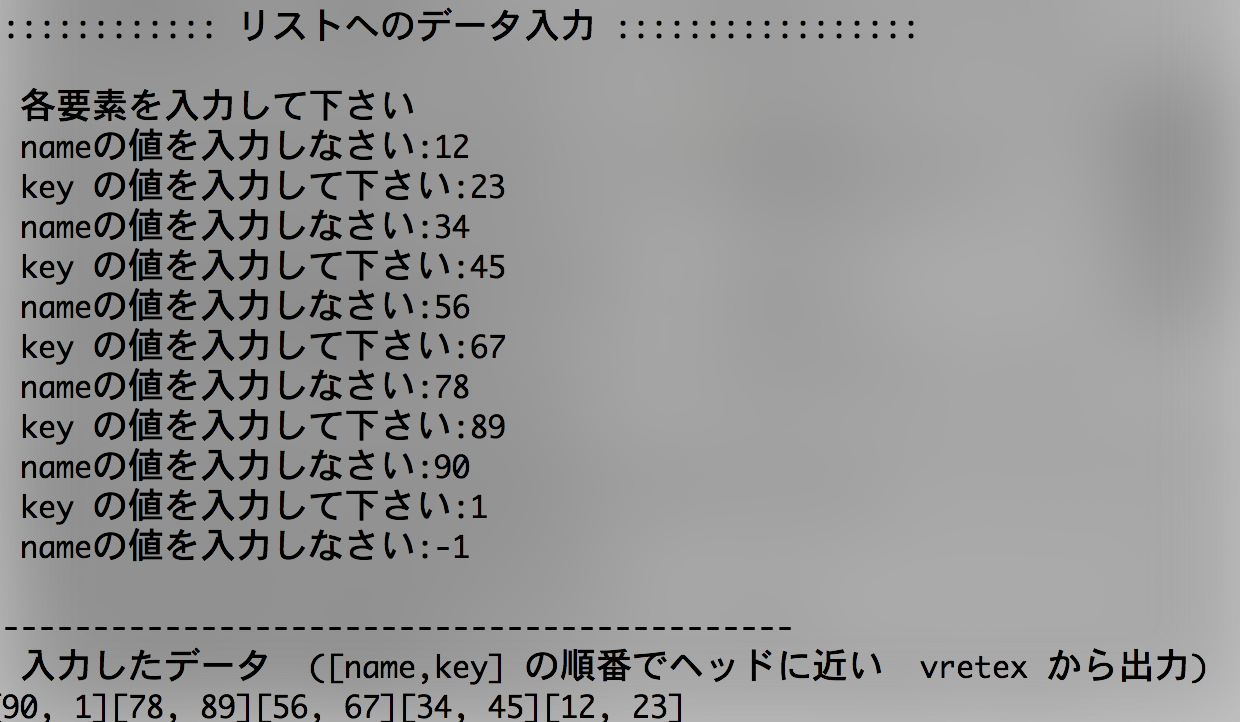 :::::::::::: リストへのデータ入力 :::::::::::::::::
各要素を入力して下さい
nameの値を入力しなさい:12
key の値を入力して下さい:23
nameの値を入力しなさい:34
key の値を入力して下さい:45
nameの値を入力しなさい:56
key の値を入力して下さい:67
nameの値を入力しなさい:78
key の値を入力して下さい:89
nameの値を入力しなさい:90
key の値を入力して下さい:1
nameの値を入力しなさい:-1
--------------------------------------------
入力したデータ　([name,key] の順番でヘッドに近い　vretex から出力)
[90, 1][78, 89][56, 67][34, 45][12, 23]